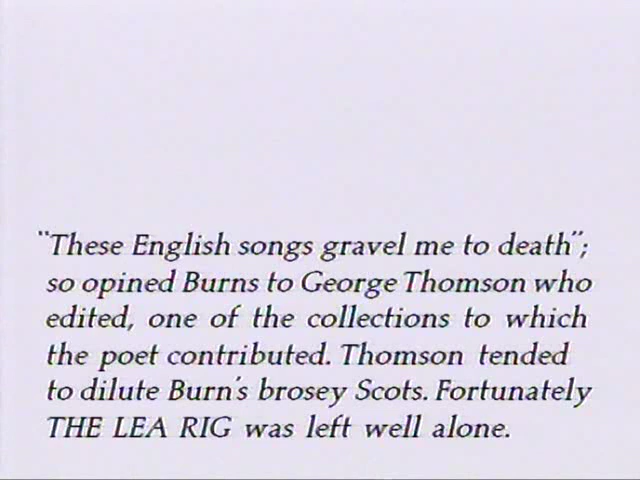 "These English songs gravel me to death";
so opined Burns to George Thomson who
edited, one of the collections to which
the poet contributed. Thomson tended
to dilute Burn's brosey Scots. Fortunately
THE LEA RIG was left well alone.